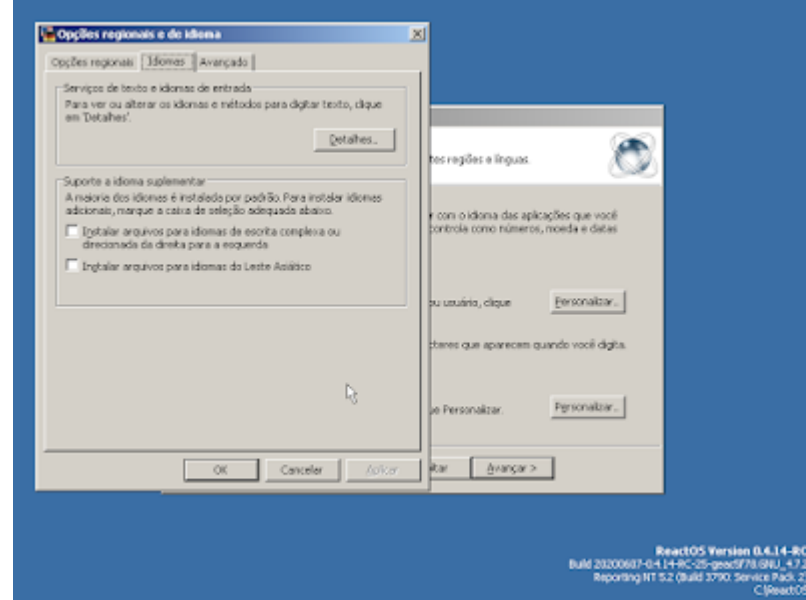 Opções regionais e de idioma
Opções regionais
Idiomas
Avançado
Serviços de texto e idiomas de entrada
Para ver ou alterar os idiomas e métodos para digitar texto, clique
em 'Detalhes'.
Detalhes...
Suporte a idioma suplementar
A maioria dos idiomas é instalada por padrão. Para instalar idiomas
adicionais, marque a caixa de seleção adequada abaixo.
Instalar arquivos para idiomas de escrita complexa ou
direcionada da direita para a esquerda
Instalar arquivos para idiomas do Leste Asiático
OK
Cancelar
Aplicar
tes regiões e línguas.
r com o idioma das aplicações que você
controla como números, moeda e datas
ou usuário, clique
Personalizar...
cteres que aparecem quando você digita.
ue Personalizar.
Personalizar...
ltar
Avançar >
ReactOS Version 0.4.14-RC
Reporting NT 5.2 (Build 3790: Service Pack 2)
C:\ReactOS